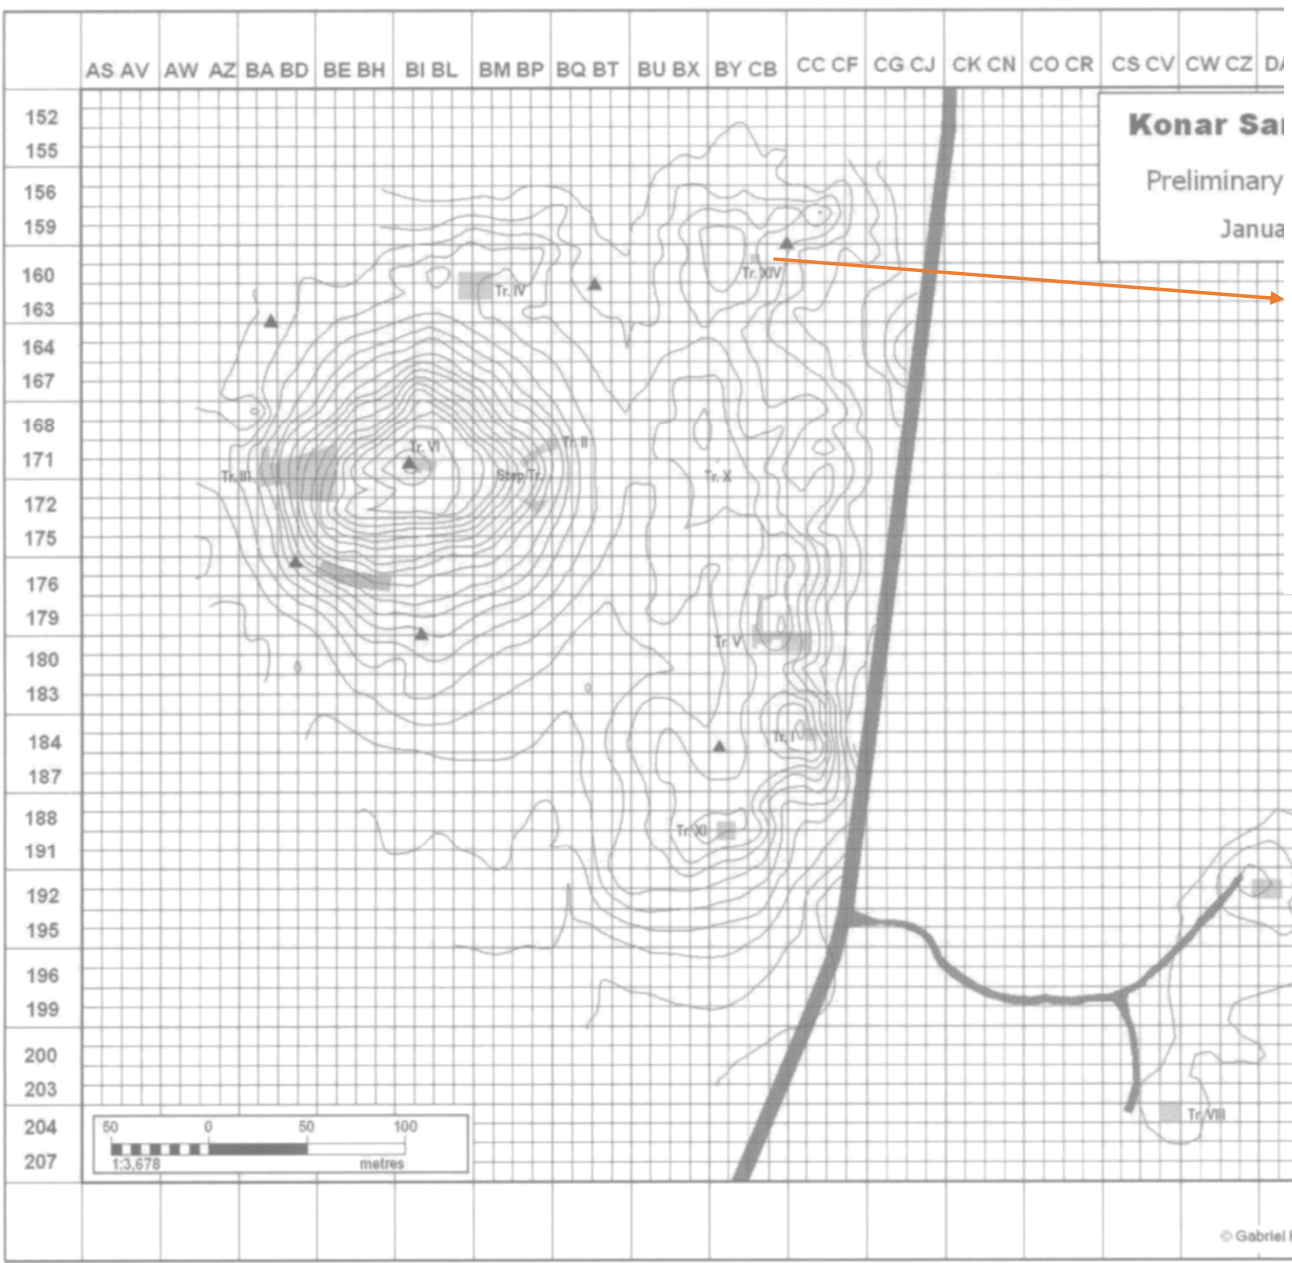 AS AV AW AZ BA BD BE BH BI BL BM BP BQ BT BU BX BY CB CC CF CG CJ CK CN CO CR CS CV CW CZ DA
152
Konar Sa
155
Preliminary
156
159
Janua
160
Tr. XIV
Tr. IV
163
164
167
168
Tr. VI
Tr. II
171
Tr. III
Step Tr.
Tr. X
172
175
176
179
Tr. V
180
183
184
Tr. I
187
188
Tr. XI
191
192
195
196
199
200
203
204
Tr. VIII
50 0 50 100
207
1:3,678 metres
© Gabriel